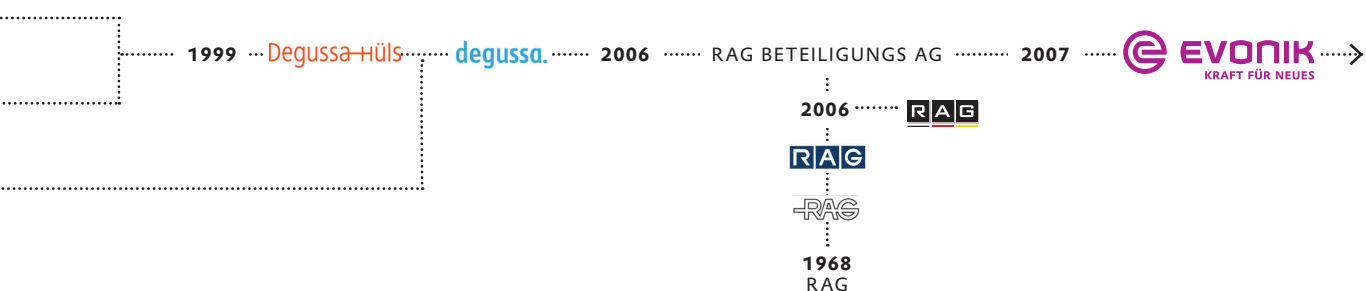 1999 Degussa-Hüls degussa. 2006 RAG BETEILIGUNGS AG 2007 EVONIK
KRAFT FÜR NEUES
2006 RAG
RAG
RAG
1968
RAG